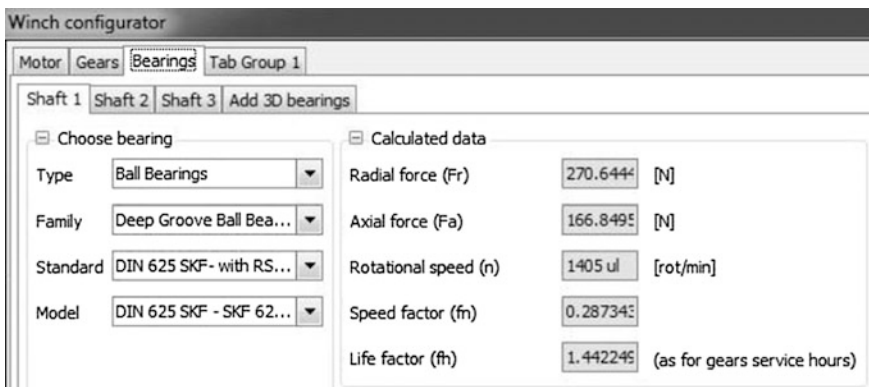 Winch configurator
Motor Gears Bearings Tab Group 1
Shaft 1 Shaft 2 Shaft 3 Add 3D bearings
Choose bearing
Type Ball Bearings
Family Deep Groove Ball Bea...
Standard DIN 625 SKF- with RS...
Model DIN 625 SKF - SKF 62...
Calculated data
Radial force (Fr) 270.6444 [N]
Axial force (Fa) 166.8495 [N]
Rotational speed (n) 1405 ul [rot/min]
Speed factor (fn) 0.287343
Life factor (fh) 1.442249 (as for gears service hours)